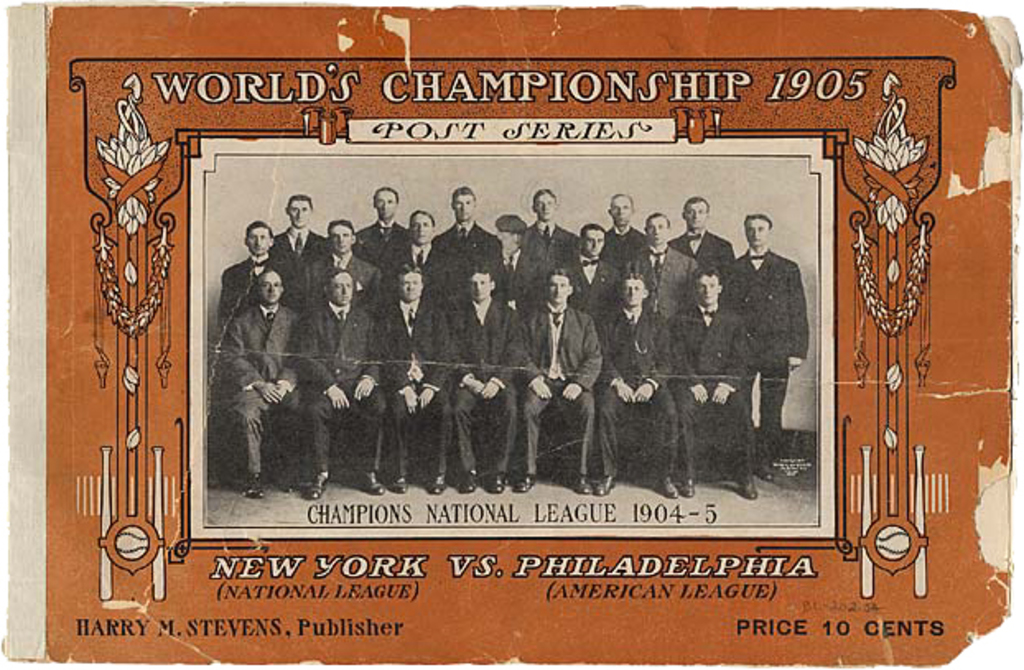 WORLD'S CHAMPIONSHIP 1905
POST SERIES
CHAMPIONS NATIONAL LEAGUE 1904-5
NEW YORK VS. PHILADELPHIA
(NATIONAL LEAGUE) (AMERICAN LEAGUE)
HARRY M. STEVENS, Publisher PRICE 10 CENTS